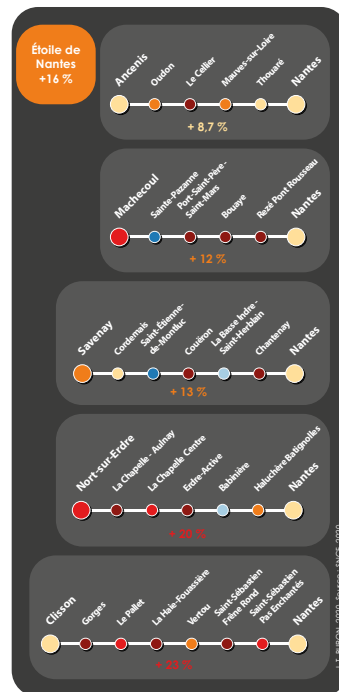 Étoile de
Nantes
+16 %
Ancenis
Oudon
Le Cellier
Mauves-sur-Loire
Thouaré
Nantes
+ 8,7 %
Machecoul
Sainte-Pazanne
Port-Saint-Père -
Saint-Mars
Bouaye
Rezé Pont Rousseau
Nantes
+ 12 %
Savenay
Cordemais
Saint-Étienne-
de-Montluc
Couëron
La Basse Indre -
Saint-Herblain
Chantenay
Nantes
+ 13 %
Nort-sur-Erdre
La Chapelle - Aulnay
La Chapelle Centre
Erdre-Active
Babinière
Haluchère Batignolles
Nantes
+ 20 %
Clisson
Gorges
Le Pallet
La Haie-Fouassière
Vertou
Saint-Sébastien
Frêne Rond
Saint-Sébastien
Pas Enchantés
Nantes